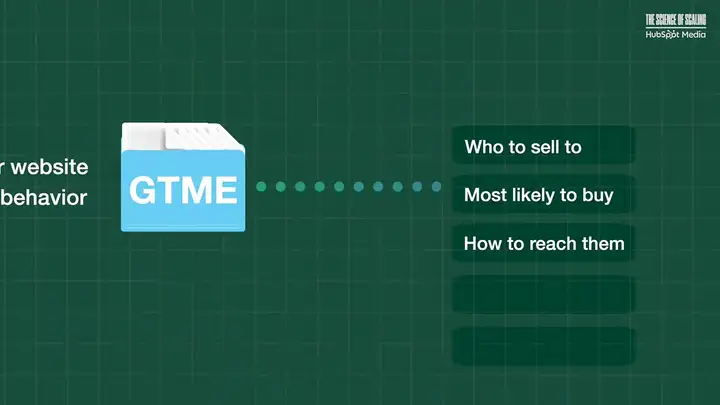 THE SCIENCE OF SCALING
HubSpot Media
r website
behavior
GTME
Who to sell to
Most likely to buy
How to reach them